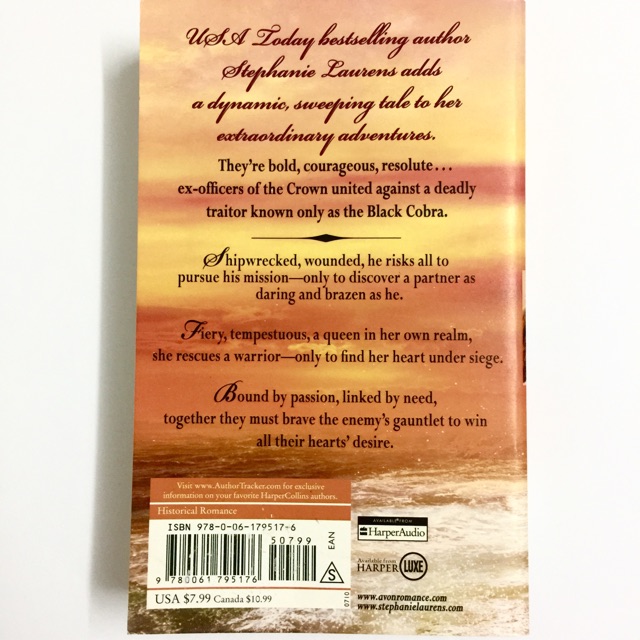 USA Today bestselling author
Stephanie Laurens adds
a dynamic, sweeping tale to her
extraordinary adventures.
They're bold, courageous, resolute...
ex-officers of the Crown united against a deadly
traitor known only as the Black Cobra.
Shipwrecked, wounded, he risks all to
pursue his mission—only to discover a partner as
daring and brazen as he.
Fiery, tempestuous, a queen in her own realm,
she rescues a warrior—only to find her heart under siege.
Bound by passion, linked by need,
together they must brave the enemy's gauntlet to win
all their hearts' desire.
Visit www.AuthorTracker.com for exclusive
information on your favorite HarperCollins authors.
Historical Romance
ISBN 978-0-06-179517-6
50799
EAN
S
9 780061 795176
USA $7.99 Canada $10.99
0710
AVAILABLE FROM
HarperAudio
Available from
HARPER LUXE
www.avonromance.com
www.stephanielaurens.com